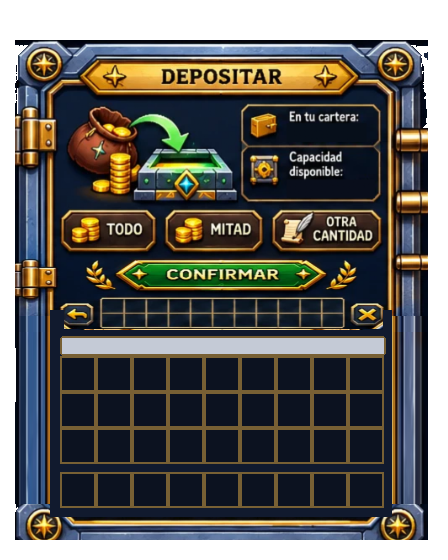 DEPOSITAR
En tu cartera:
Capacidad
disponible:
TODO
MITAD
OTRA
CANTIDAD
CONFIRMAR